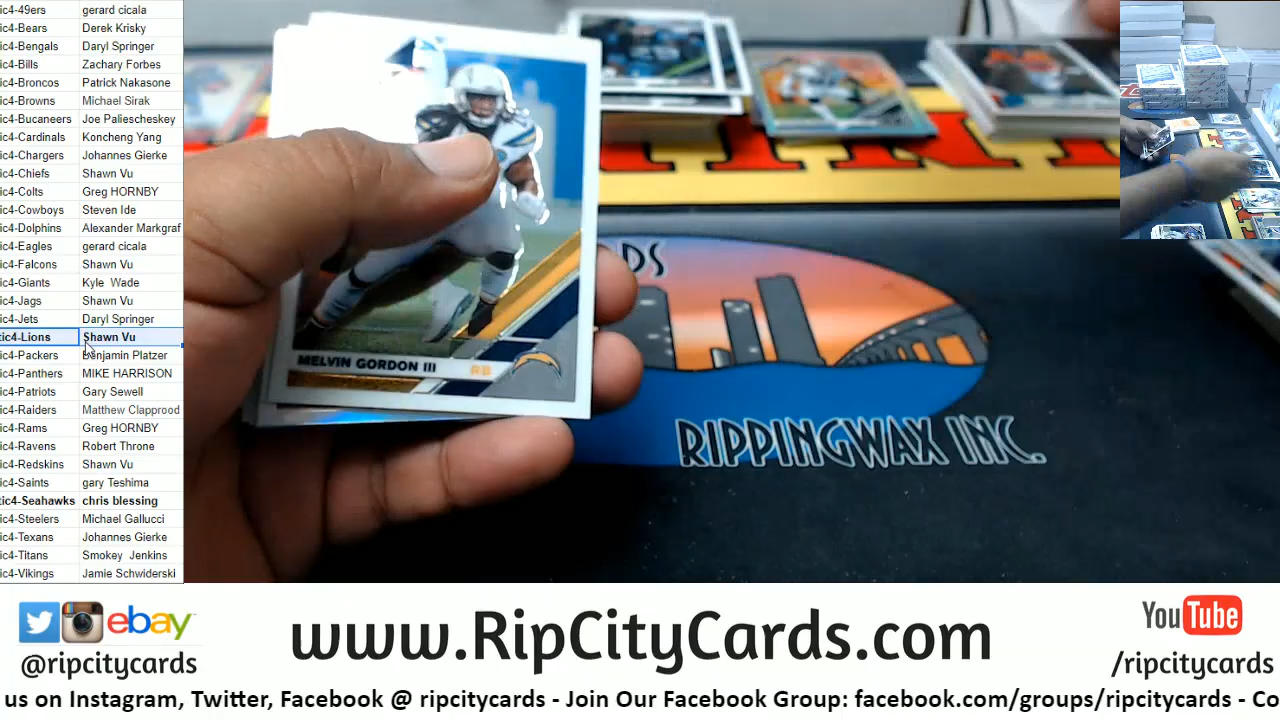 ic4-49ers gerard cicala
ic4-Bears Derek Krisky
ic4-Bengals Daryl Springer
ic4-Bills Zachary Forbes
ic4-Broncos Patrick Nakasone
ic4-Browns Michael Sirak
ic4-Bucaneers Joe Paliescheskey
ic4-Cardinals Koncheng Yang
ic4-Chargers Johannes Gierke
ic4-Chiefs Shawn Vu
ic4-Colts Greg HORNBY
ic4-Cowboys Steven Ide
ic4-Dolphins Alexander Markgraf
ic4-Eagles gerard cicala
ic4-Falcons Shawn Vu
ic4-Giants Kyle Wade
ic4-Jags Shawn Vu
ic4-Jets Daryl Springer
tic4-Lions Shawn Vu
ic4-Packers Benjamin Platzer
ic4-Panthers MIKE HARRISON
ic4-Patriots Gary Sewell
ic4-Raiders Matthew Clapprood
ic4-Rams Greg HORNBY
ic4-Ravens Robert Throne
ic4-Redskins Shawn Vu
ic4-Saints gary Teshima
tic4-Seahawks chris blessing
ic4-Steelers Michael Gallucci
ic4-Texans Johannes Gierke
ic4-Titans Smokey Jenkins
ic4-Vikings Jamie Schwiderski
MELVIN GORDON III RB
RDS
RIPPINGWAX INC.
ebay
@ripcitycards
www.RipCityCards.com
YouTube
/ripcitycards
us on Instagram, Twitter, Facebook @ ripcitycards - Join Our Facebook Group: facebook.com/groups/ripcitycards - Co